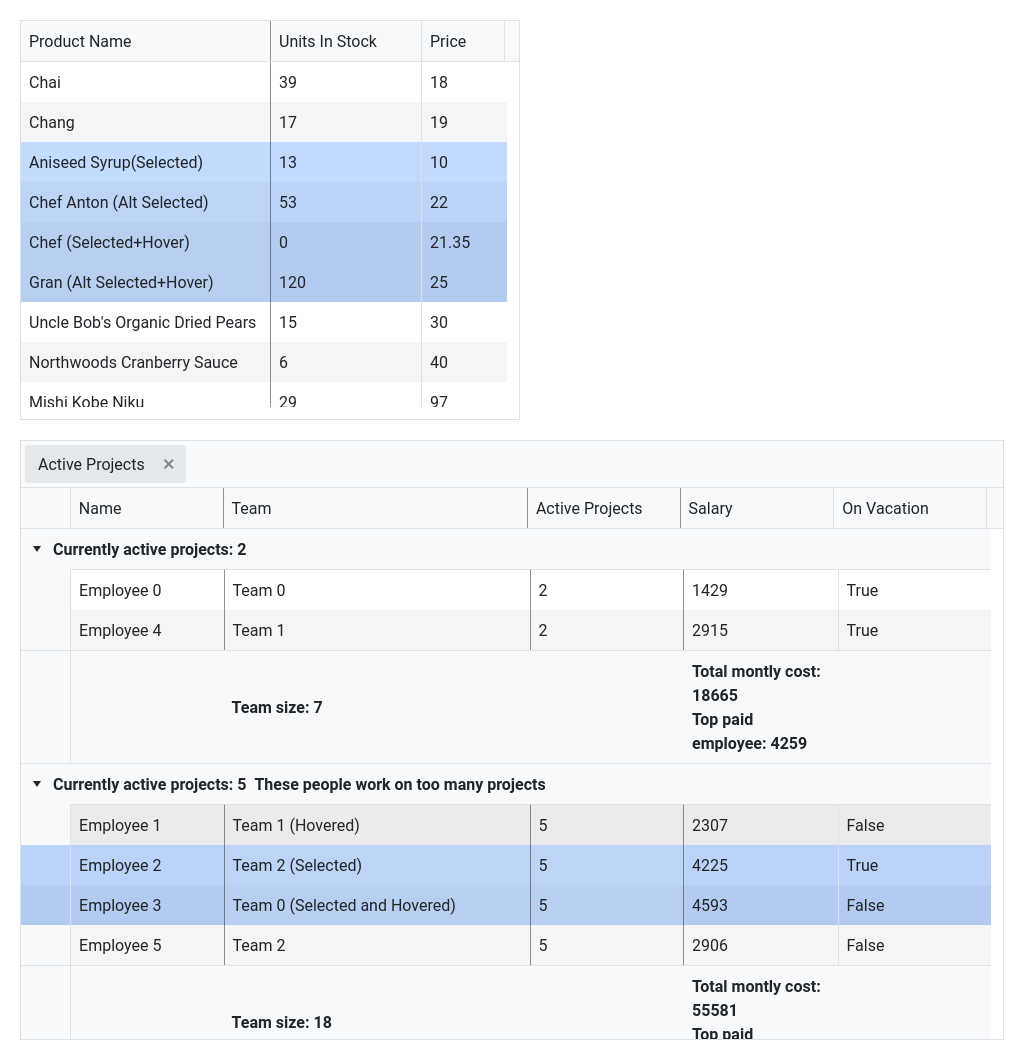 Product Name Units In Stock Price
Chai 39 18
Chang 17 19
Aniseed Syrup(Selected) 13 10
Chef Anton (Alt Selected) 53 22
Chef (Selected+Hover) 0 21.35
Gran (Alt Selected+Hover) 120 25
Uncle Bob's Organic Dried Pears 15 30
Northwoods Cranberry Sauce 6 40
Mishi Kobe Niku 29 97
Active Projects ✕
Name Team Active Projects Salary On Vacation
Currently active projects: 2
Employee 0 Team 0 2 1429 True
Employee 4 Team 1 2 2915 True
Team size: 7
Total montly cost:
18665
Top paid
employee: 4259
Currently active projects: 5 These people work on too many projects
Employee 1 Team 1 (Hovered) 5 2307 False
Employee 2 Team 2 (Selected) 5 4225 True
Employee 3 Team 0 (Selected and Hovered) 5 4593 False
Employee 5 Team 2 5 2906 False
Team size: 18
Total montly cost:
55581
Top paid